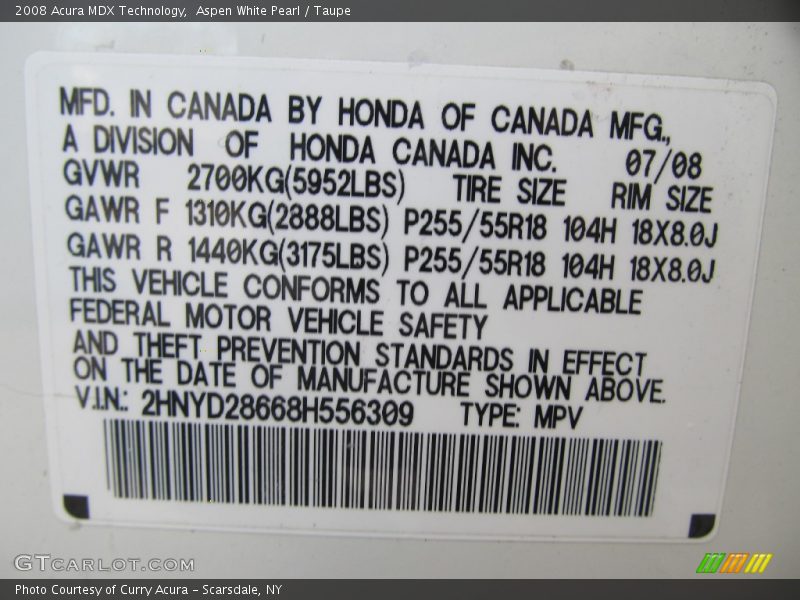 2008 Acura MDX Technology,  Aspen White Pearl / Taupe
MFD. IN CANADA BY HONDA OF CANADA MFG.,
A DIVISION OF HONDA CANADA INC. 07/08
GVWR 2700KG(5952LBS) TIRE SIZE RIM SIZE
GAWR F 1310KG(2888LBS) P255/55R18 104H 18X8.0J
GAWR R 1440KG(3175LBS) P255/55R18 104H 18X8.0J
THIS VEHICLE CONFORMS TO ALL APPLICABLE
FEDERAL MOTOR VEHICLE SAFETY
AND THEFT PREVENTION STANDARDS IN EFFECT
ON THE DATE OF MANUFACTURE SHOWN ABOVE.
V.I.N.: 2HNYD28668H556309 TYPE: MPV
GTCARLOT.COM
Photo Courtesy of Curry Acura - Scarsdale, NY